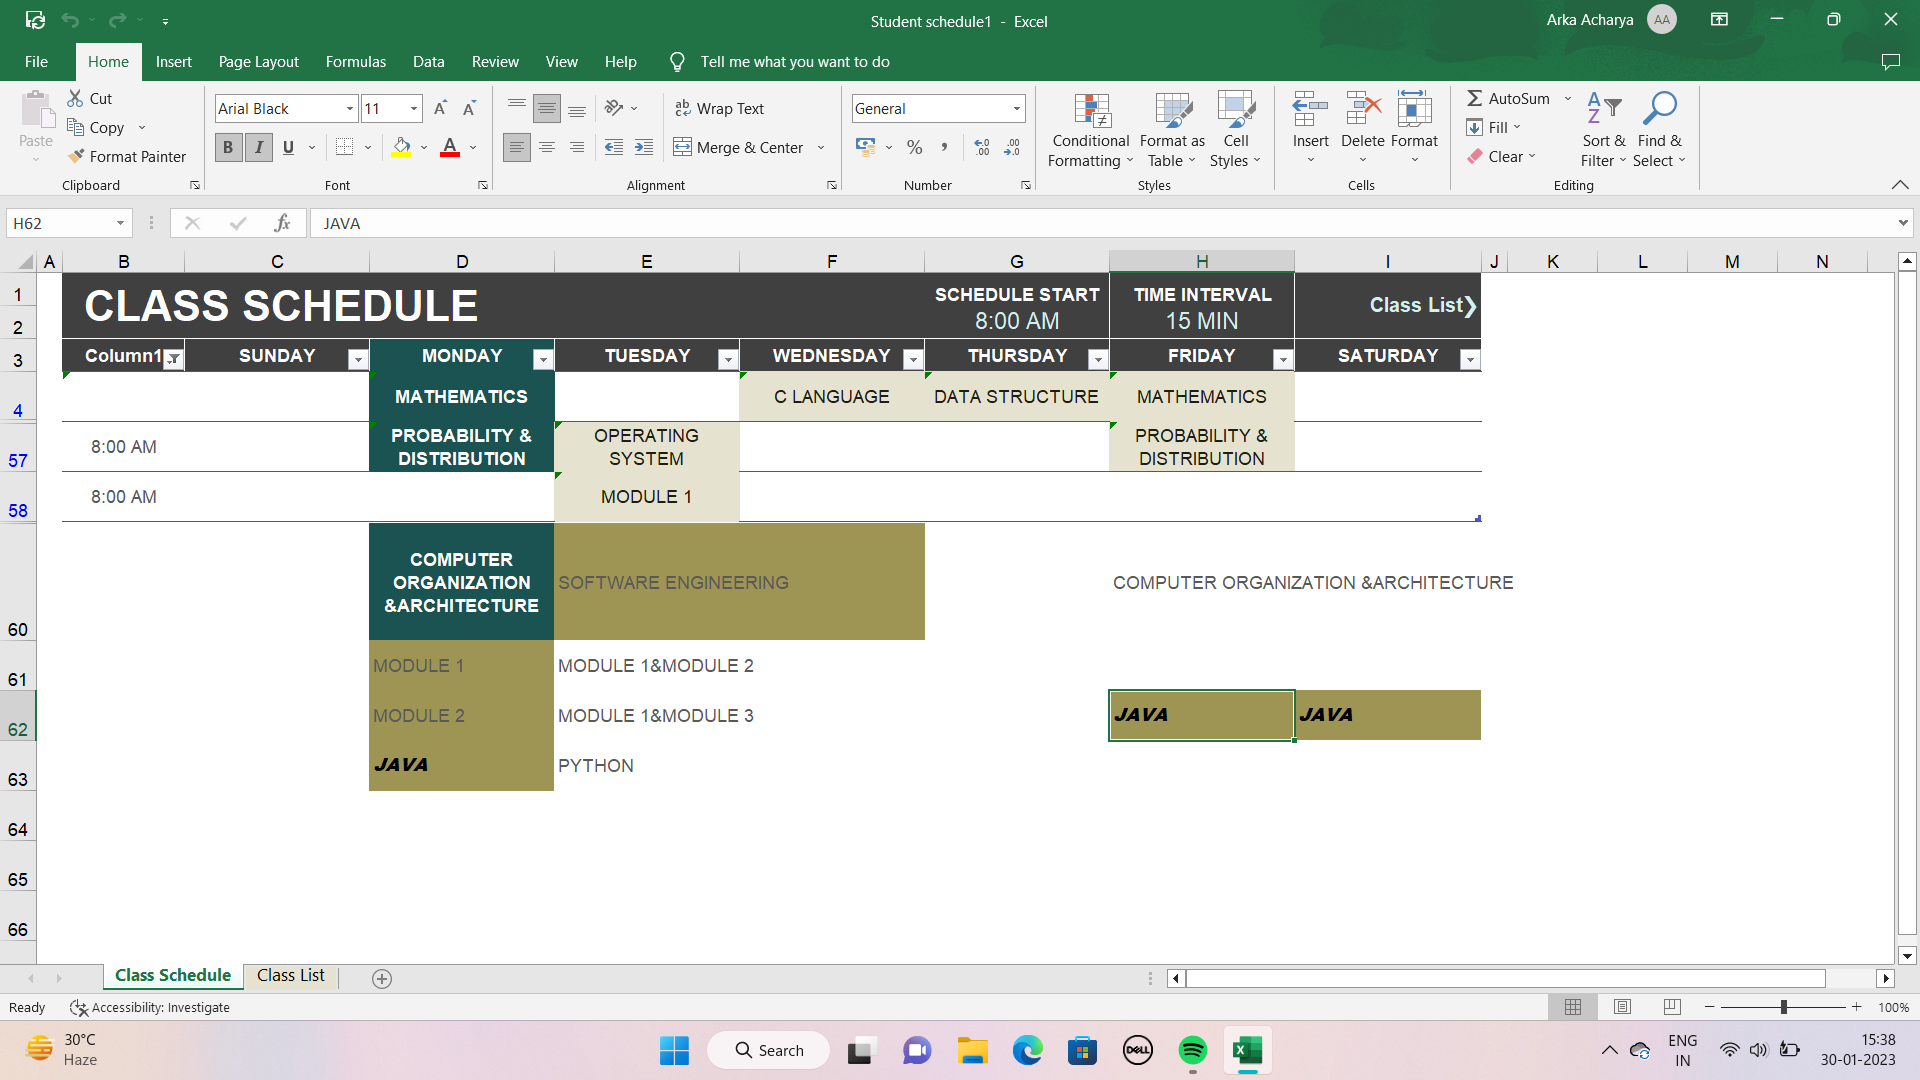 Student schedule1 - Excel
Arka Acharya
AA
File
Home
Insert
Page Layout
Formulas
Data
Review
View
Help
Tell me what you want to do
Paste
Cut
Copy
Format Painter
Clipboard
Arial Black
11
A A
B I U
A
Font
ab
Wrap Text
Merge & Center
Alignment
General
% ,
Number
Conditional
Formatting
Format as
Table
Cell
Styles
Styles
Insert
Delete
Format
Cells
AutoSum
Fill
Clear
Sort &
Filter
Find &
Select
Editing
H62
fx
JAVA
A B C D E F G H I J K L M N
1
2
3
4
57
58
60
61
62
63
64
65
66
CLASS SCHEDULE
SCHEDULE START
8:00 AM
TIME INTERVAL
15 MIN
Class List
Column1 SUNDAY MONDAY TUESDAY WEDNESDAY THURSDAY FRIDAY SATURDAY
MATHEMATICS
C LANGUAGE
DATA STRUCTURE
MATHEMATICS
8:00 AM
PROBABILITY &
DISTRIBUTION
OPERATING
SYSTEM
PROBABILITY &
DISTRIBUTION
8:00 AM
MODULE 1
COMPUTER
ORGANIZATION
&ARCHITECTURE
SOFTWARE ENGINEERING
COMPUTER ORGANIZATION &ARCHITECTURE
MODULE 1
MODULE 1&MODULE 2
MODULE 2
MODULE 1&MODULE 3
JAVA
JAVA
JAVA
PYTHON
Class Schedule
Class List
Ready
Accessibility: Investigate
100%
30°C
Haze
Search
DELL
ENG
IN
15:38
30-01-2023